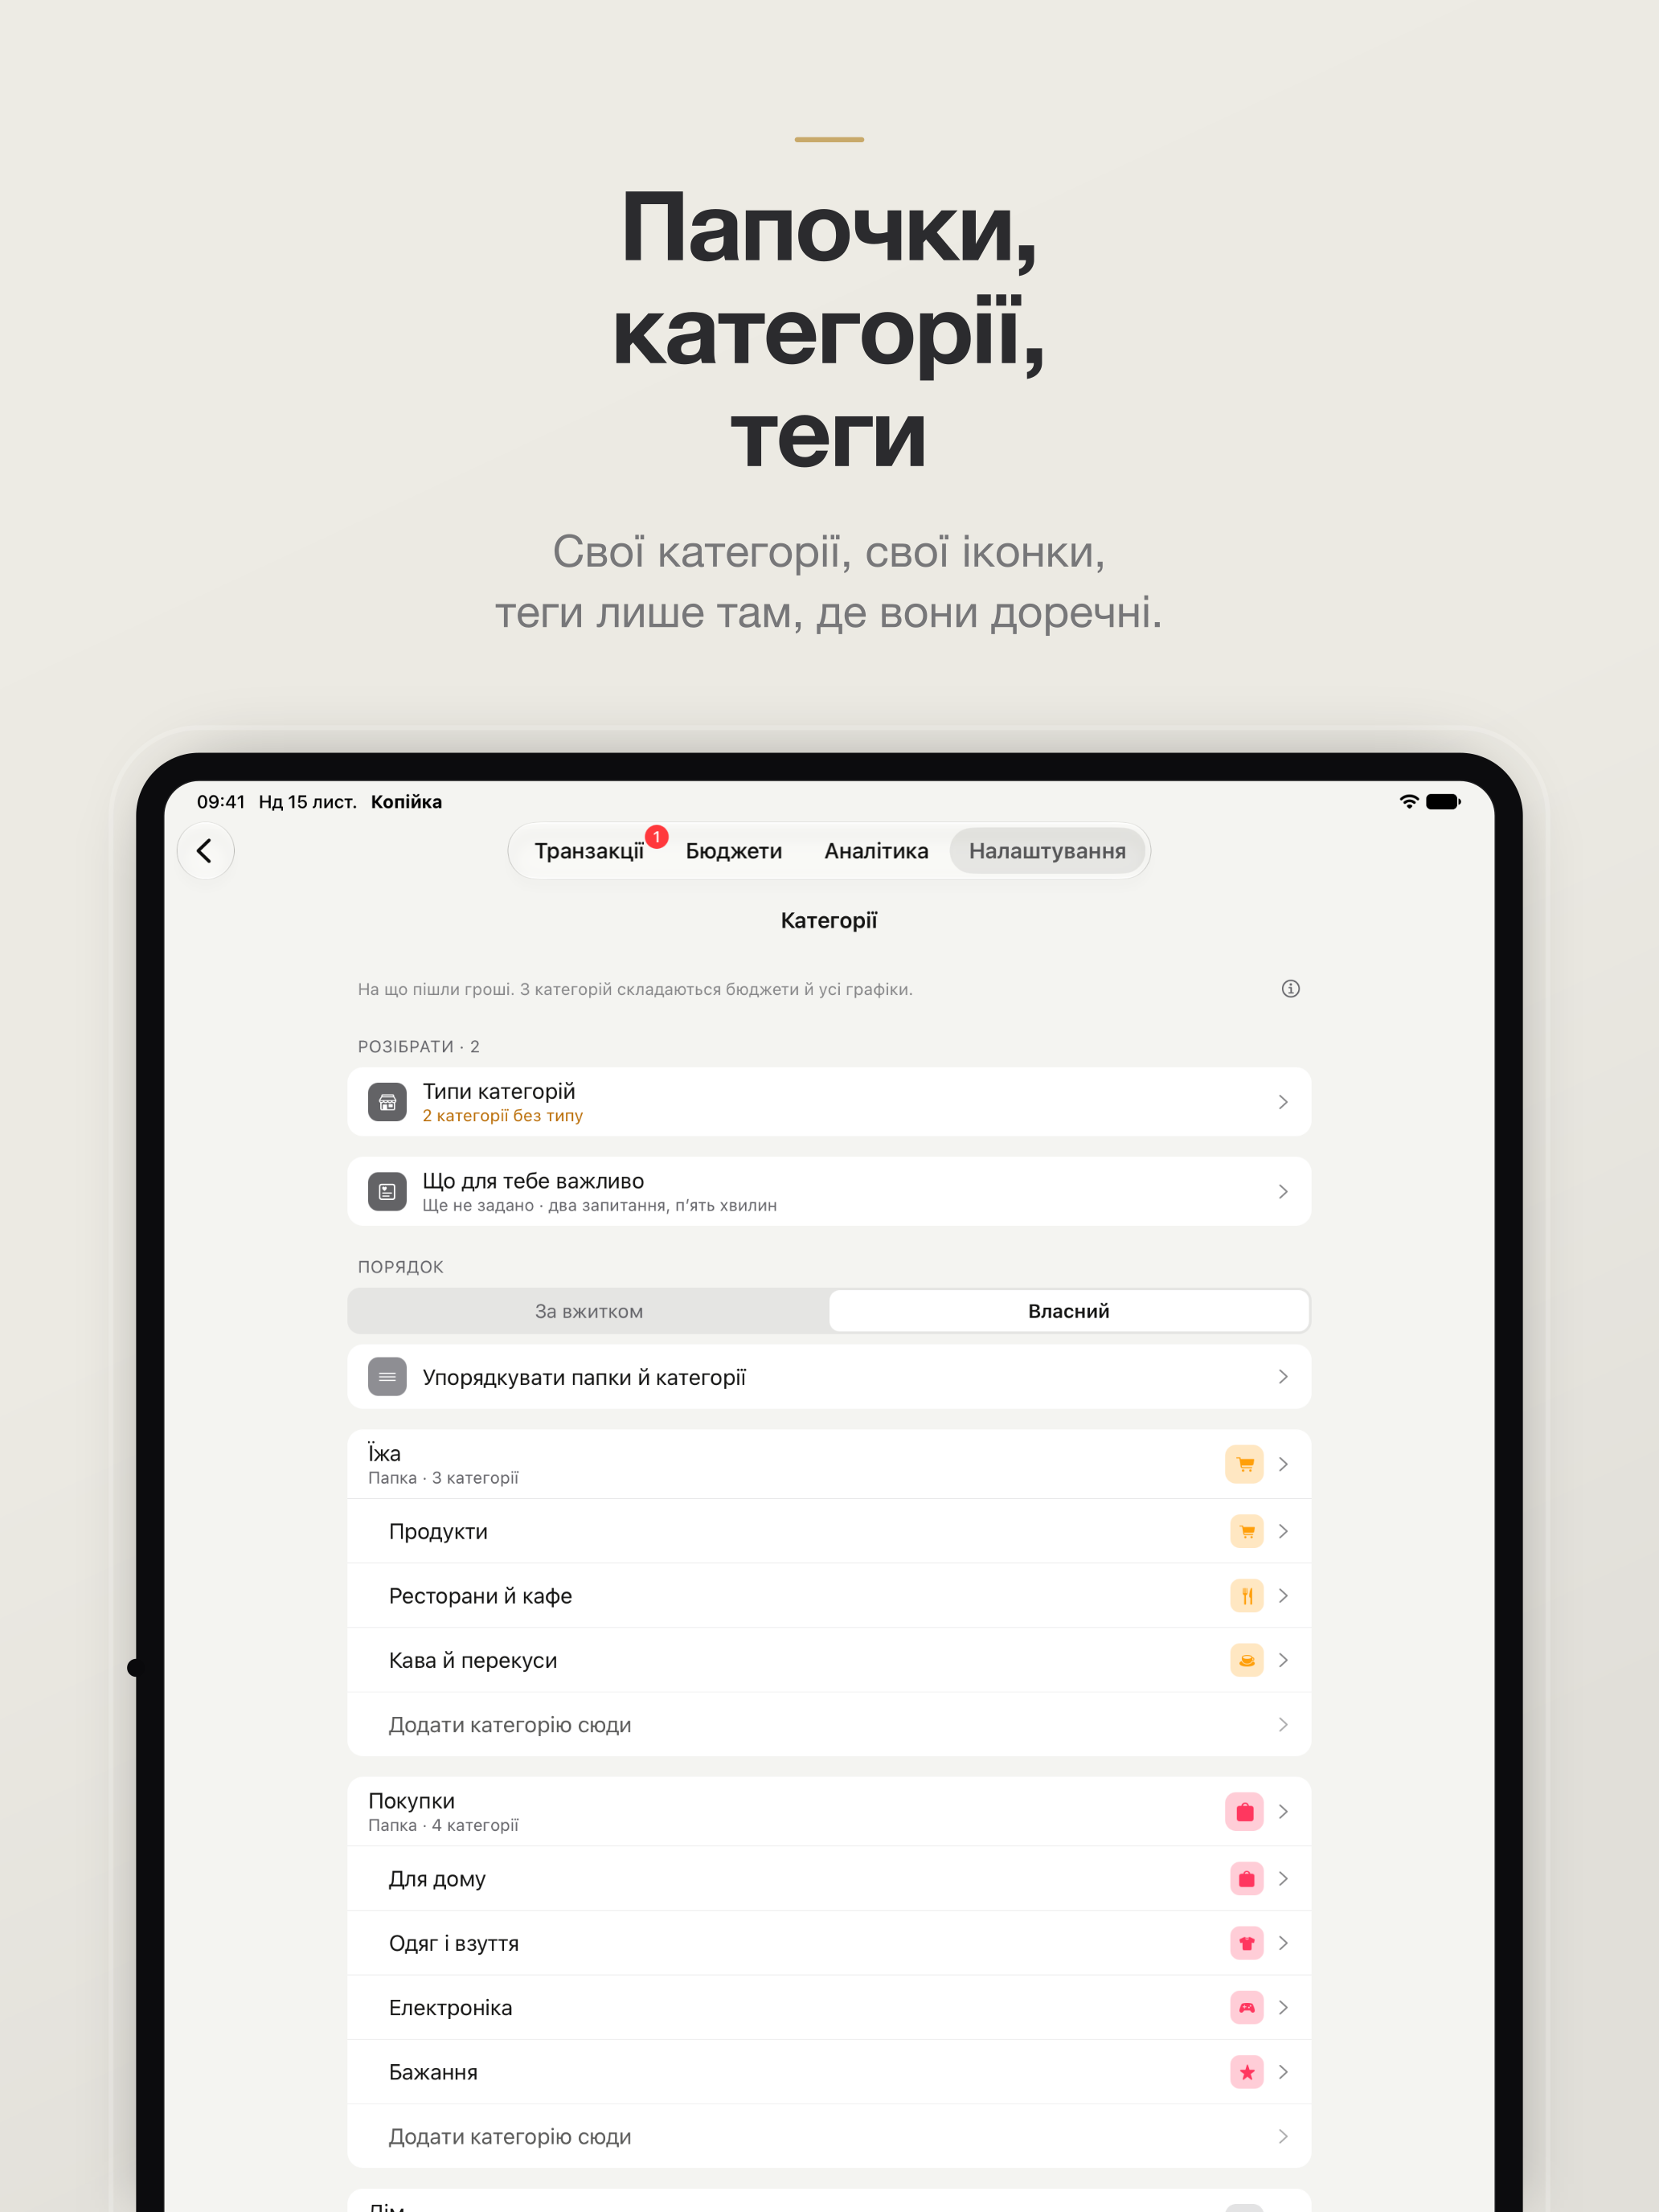 Папочки,
категорії,
теги
Свої категорії, свої іконки,
теги лише там, де вони доречні.
09:41 Нд 15 лист. Копійка
Транзакції 1 Бюджети Аналітика Налаштування
Категорії
На що пішли гроші. З категорій складаються бюджети й усі графіки.
РОЗІБРАТИ · 2
Типи категорій
2 категорії без типу
Що для тебе важливо
Ще не задано · два запитання, пʼять хвилин
ПОРЯДОК
За вжитком Власний
Упорядкувати папки й категорії
Їжа
Папка · 3 категорії
Продукти
Ресторани й кафе
Кава й перекуси
Додати категорію сюди
Покупки
Папка · 4 категорії
Для дому
Одяг і взуття
Електроніка
Бажання
Додати категорію сюди